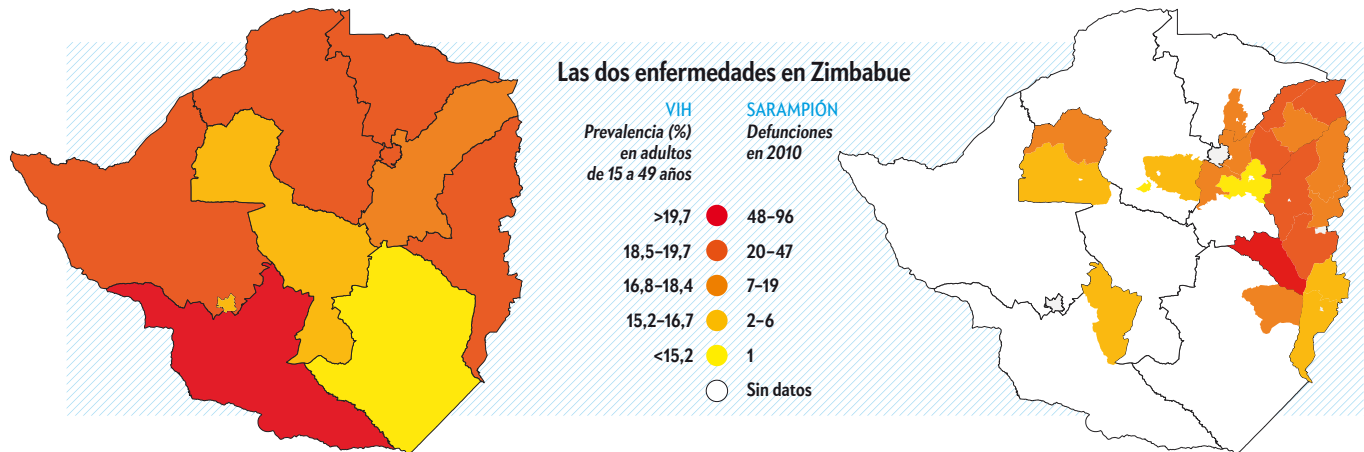 Las dos enfermedades en Zimbabue
VIH
Prevalencia (%)
en adultos
de 15 a 49 años
SARAMPIÓN
Defunciones
en 2010
>19,7 48–96
18,5–19,7 20–47
16,8–18,4 7–19
15,2–16,7 2–6
<15,2 1
Sin datos